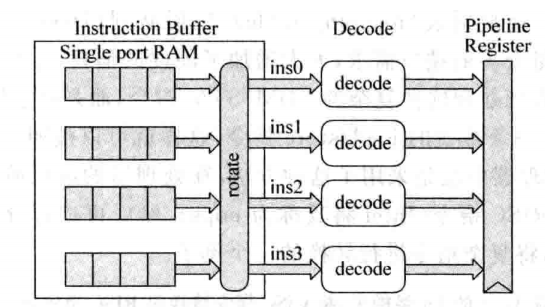 Instruction Buffer
Decode
Pipeline
Register
Single port RAM
rotate
ins0
decode
ins1
decode
ins2
decode
ins3
decode